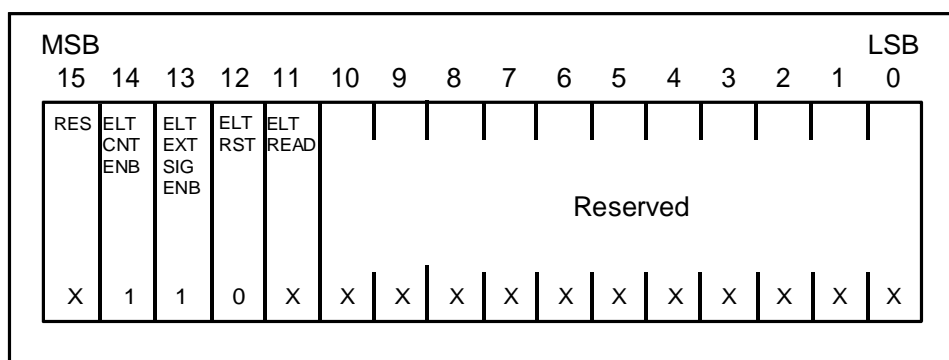 MSB LSB
15 14 13 12 11 10 9 8 7 6 5 4 3 2 1 0
RES ELT ELT ELT ELT
CNT EXT RST READ
ENB SIG
ENB
Reserved
X 1 1 0 X X X X X X X X X X X X